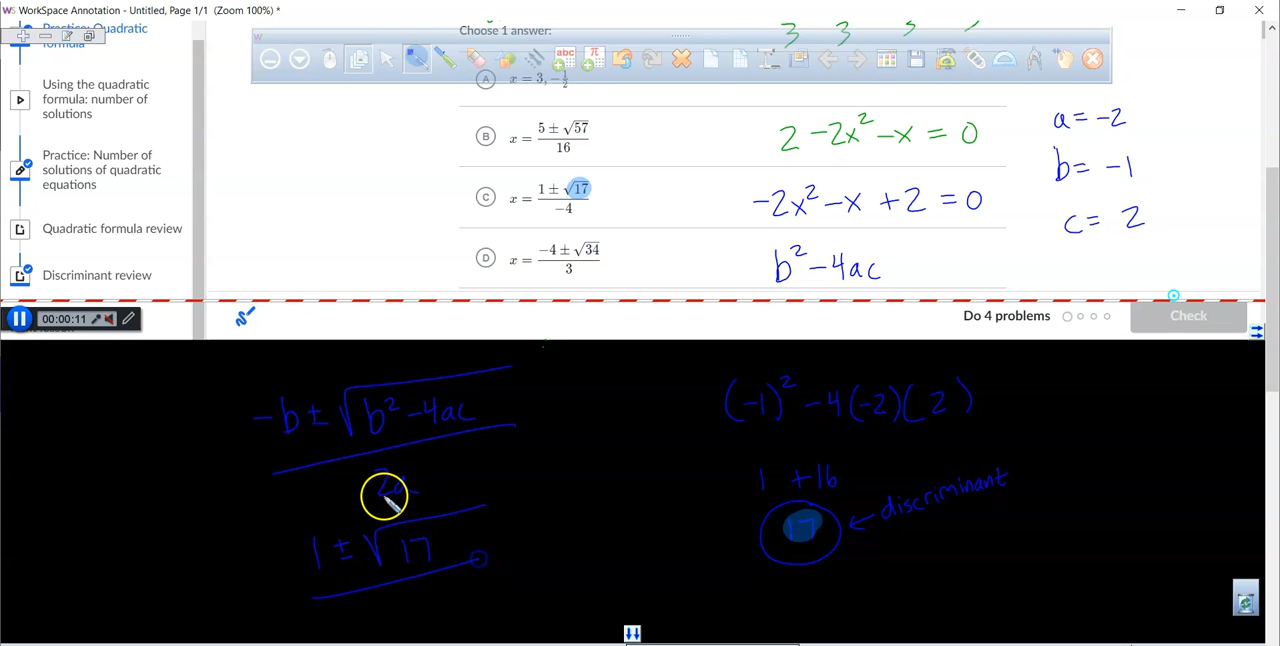 WorkSpace Annotation - Untitled, Page 1/1 (Zoom 100%) *
Practice: Quadratic
formula
Using the quadratic
formula: number of
solutions
Practice: Number of
solutions of quadratic
equations
Quadratic formula review
Discriminant review
00:00:11
Choose 1 answer:
3 3
A x = 3, -1/2
B x = (5 ± √57)/16
C x = (1 ± √17)/-4
D x = (-4 ± √34)/3
2 - 2x² - x = 0
-2x² - x + 2 = 0
b² - 4ac
a = -2
b = -1
c = 2
Do 4 problems
Check
-b ± √b² - 4ac
2a
1 ± √17
(-1)² - 4(-2)(2)
1 + 16
17 ← discriminant